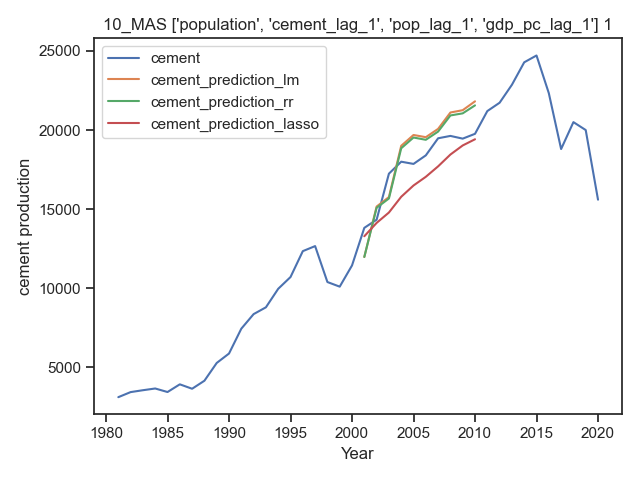 10_MAS ['population', 'cement_lag_1', 'pop_lag_1', 'gdp_pc_lag_1'] 1
cement
cement_prediction_lm
cement_prediction_rr
cement_prediction_lasso
25000
20000
15000
10000
5000
cement production
1980 1985 1990 1995 2000 2005 2010 2015 2020
Year